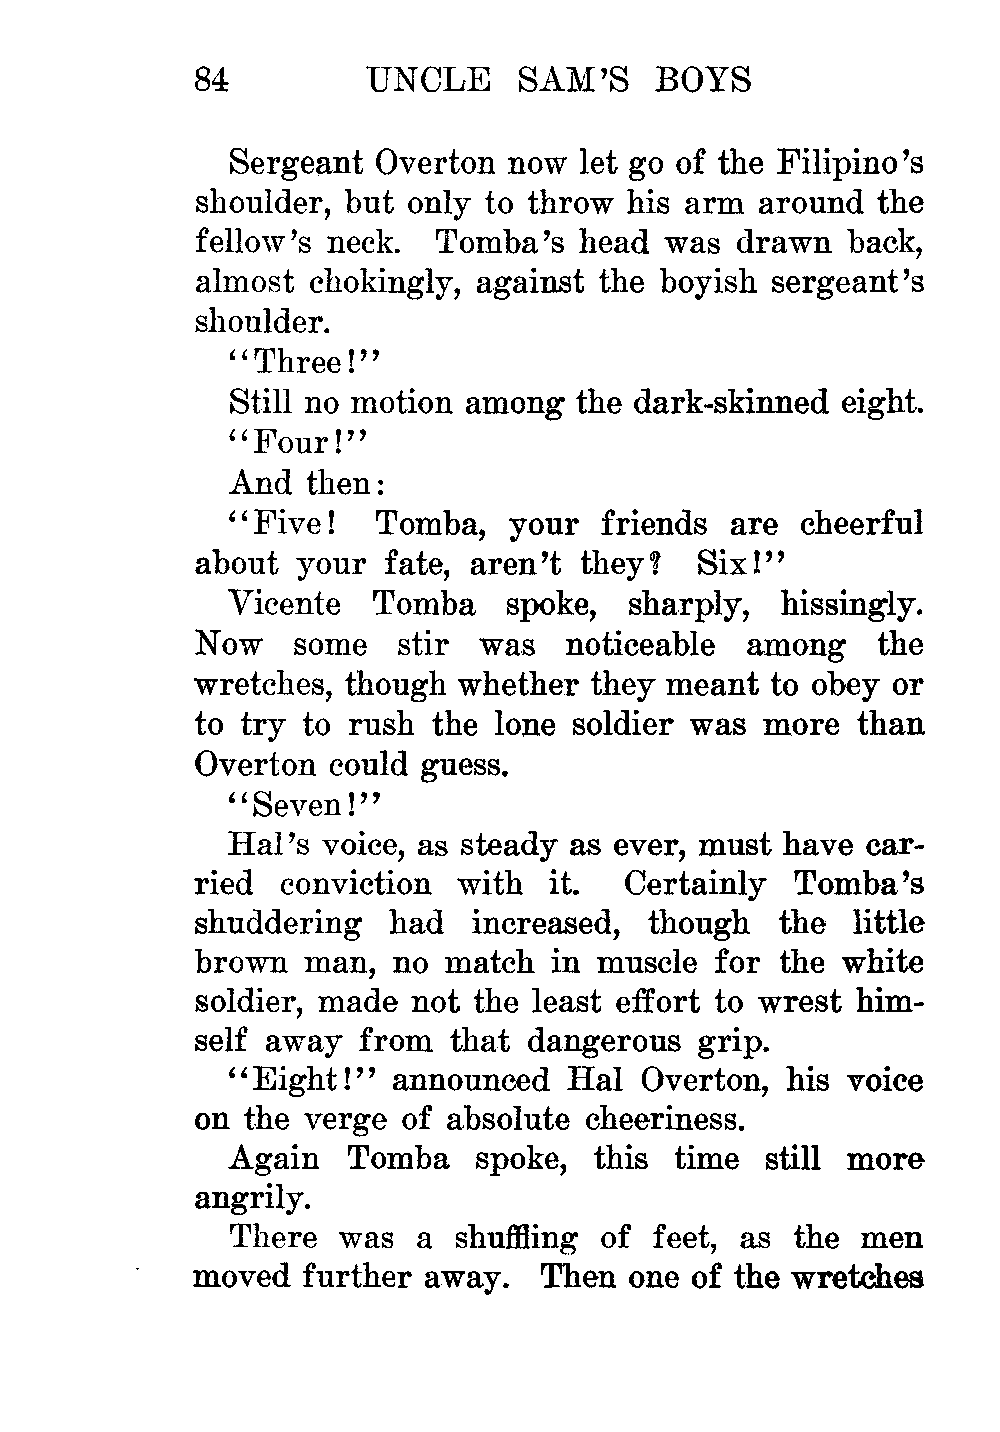 84 UNCLE SAM'S BOYS
Sergeant Overton now let go of the Filipino's
shoulder, but only to throw his arm around the
fellow's neck. Tomba's head was drawn back,
almost chokingly, against the boyish sergeant's
shoulder.
"Three!"
Still no motion among the dark-skinned eight.
"Four!"
And then:
"Five! Tomba, your friends are cheerful
about your fate, aren't they? Six!"
Vicente Tomba spoke, sharply, hissingly.
Now some stir was noticeable among the
wretches, though whether they meant to obey or
to try to rush the lone soldier was more than
Overton could guess.
"Seven!"
Hal's voice, as steady as ever, must have car-
ried conviction with it. Certainly Tomba's
shuddering had increased, though the little
brown man, no match in muscle for the white
soldier, made not the least effort to wrest him-
self away from that dangerous grip.
"Eight!" announced Hal Overton, his voice
on the verge of absolute cheeriness.
Again Tomba spoke, this time still more
angrily.
There was a shuffling of feet, as the men
moved further away. Then one of the wretches